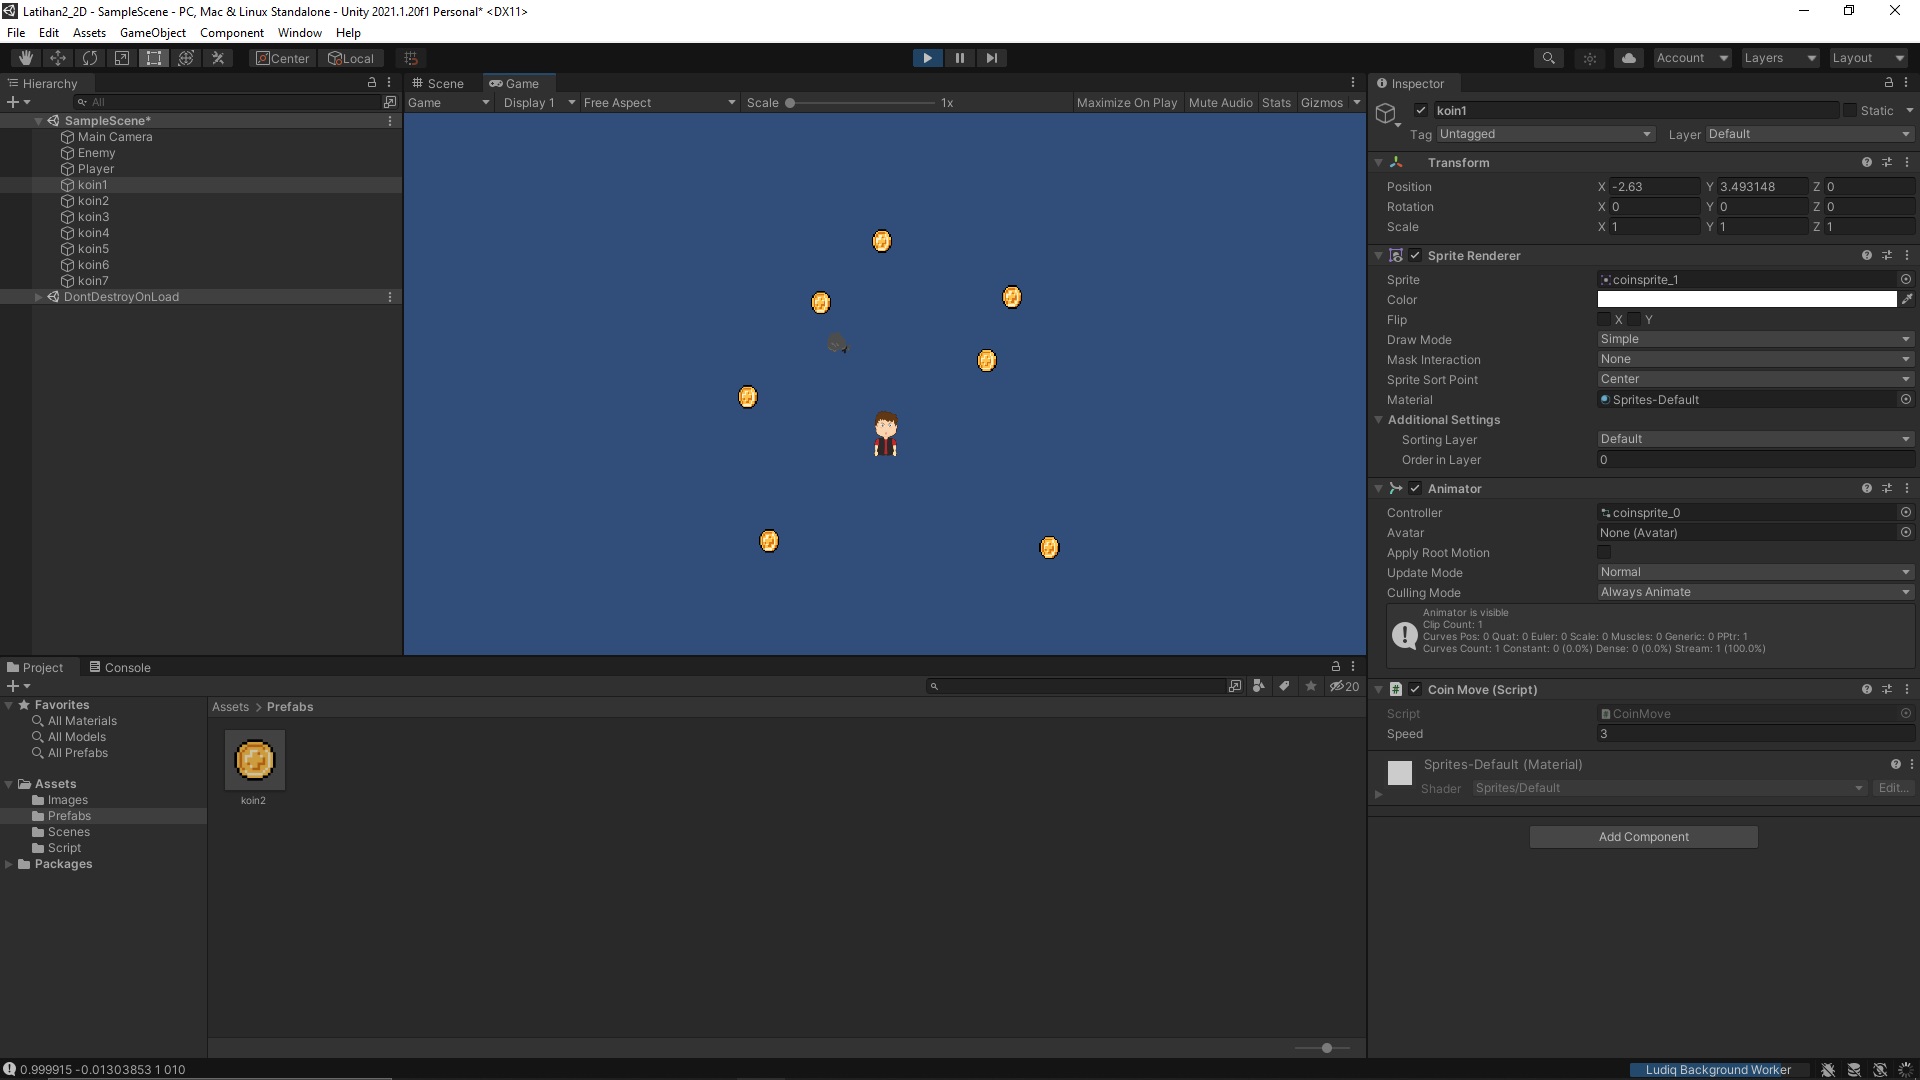 Latihan2_2D - SampleScene - PC, Mac & Linux Standalone - Unity 2021.1.20f1 Personal* <DX11>
File Edit Assets GameObject Component Window Help
Center Local Account Layers Layout
Hierarchy
All
SampleScene*
Main Camera
Enemy
Player
koin1
koin2
koin3
koin4
koin5
koin6
koin7
DontDestroyOnLoad
Scene Game
Game Display 1 Free Aspect Scale 1x Maximize On Play Mute Audio Stats Gizmos
Inspector
koin1 Static
Tag Untagged Layer Default
Transform
Position X -2.63 Y 3.493148 Z 0
Rotation X 0 Y 0 Z 0
Scale X 1 Y 1 Z 1
Sprite Renderer
Sprite coinsprite_1
Color
Flip X Y
Draw Mode Simple
Mask Interaction None
Sprite Sort Point Center
Material Sprites-Default
Additional Settings
Sorting Layer Default
Order in Layer 0
Animator
Controller coinsprite_0
Avatar None (Avatar)
Apply Root Motion
Update Mode Normal
Culling Mode Always Animate
Animator is visible
Clip Count: 1
Curves Pos: 0 Quat: 0 Euler: 0 Scale: 0 Muscles: 0 Generic: 0 PPtr: 1
Curves Count: 1 Constant: 0 (0.0%) Dense: 0 (0.0%) Stream: 1 (100.0%)
Coin Move (Script)
Script CoinMove
Speed 3
Sprites-Default (Material)
Shader Sprites/Default Edit...
Add Component
Project Console
20
Favorites
All Materials
All Models
All Prefabs
Assets
Images
Prefabs
Scenes
Script
Packages
Assets > Prefabs
koin2
0.999915 -0.01303853 1 010
Ludiq Background Worker